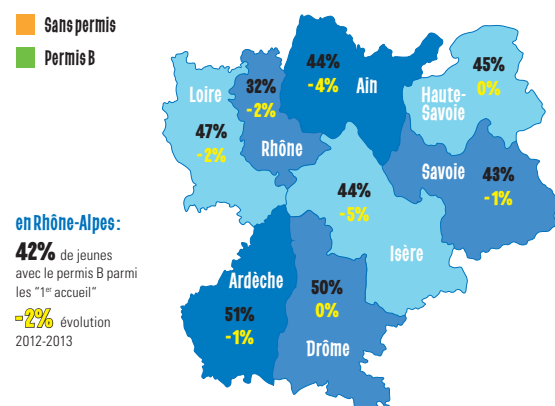 Sans permis
Permis B
44%
-4%
Ain
45%
0%
Haute-
Savoie
Loire
47%
-2%
32%
-2%
Rhône
Savoie
43%
-1%
44%
-5%
Isère
en Rhône-Alpes :
42% de jeunes
avec le permis B parmi
les "1er accueil"
-2% évolution
2012-2013
Ardèche
51%
-1%
50%
0%
Drôme